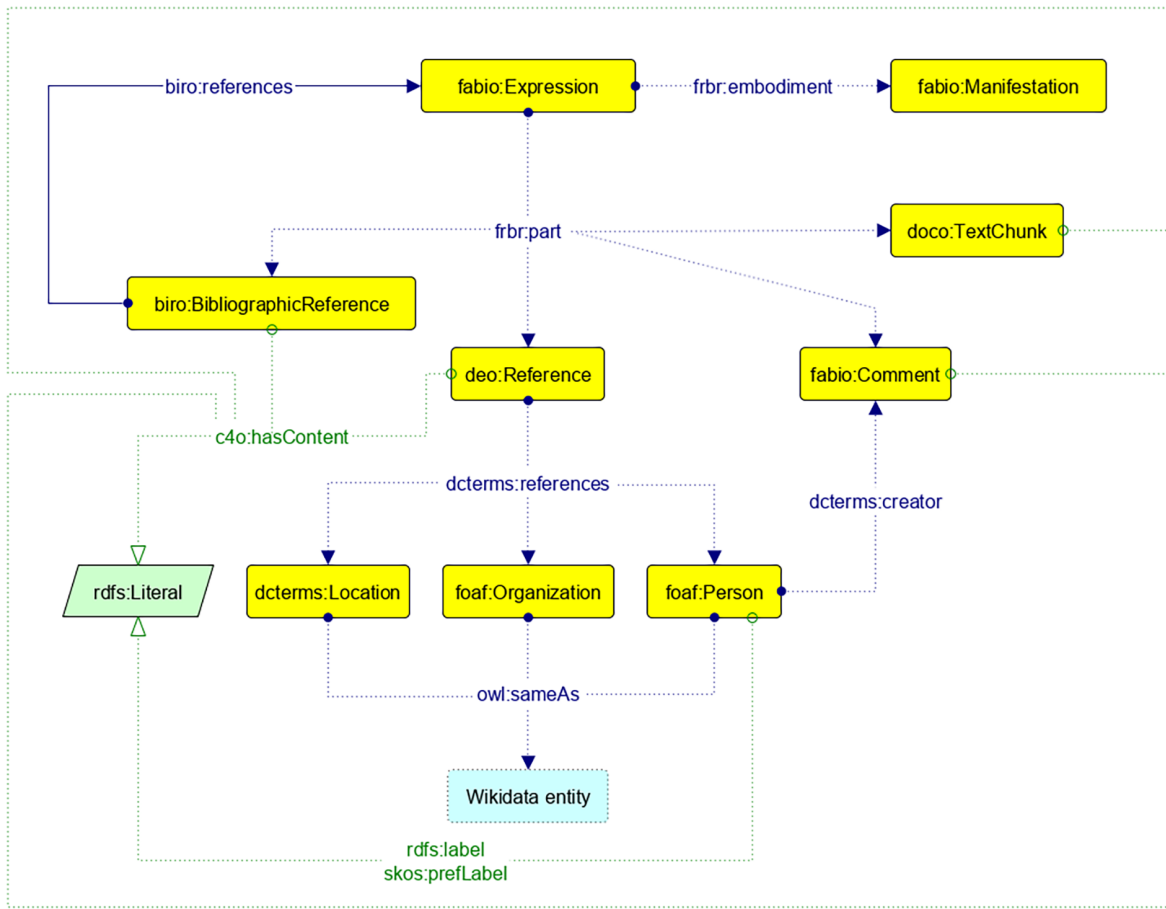 biro:references
fabio:Expression
frbr:embodiment
fabio:Manifestation
frbr:part
doco:TextChunk
biro:BibliographicReference
deo:Reference
fabio:Comment
c4o:hasContent
dcterms:references
dcterms:creator
rdfs:Literal
dcterms:Location
foaf:Organization
foaf:Person
owl:sameAs
Wikidata entity
rdfs:label
skos:prefLabel